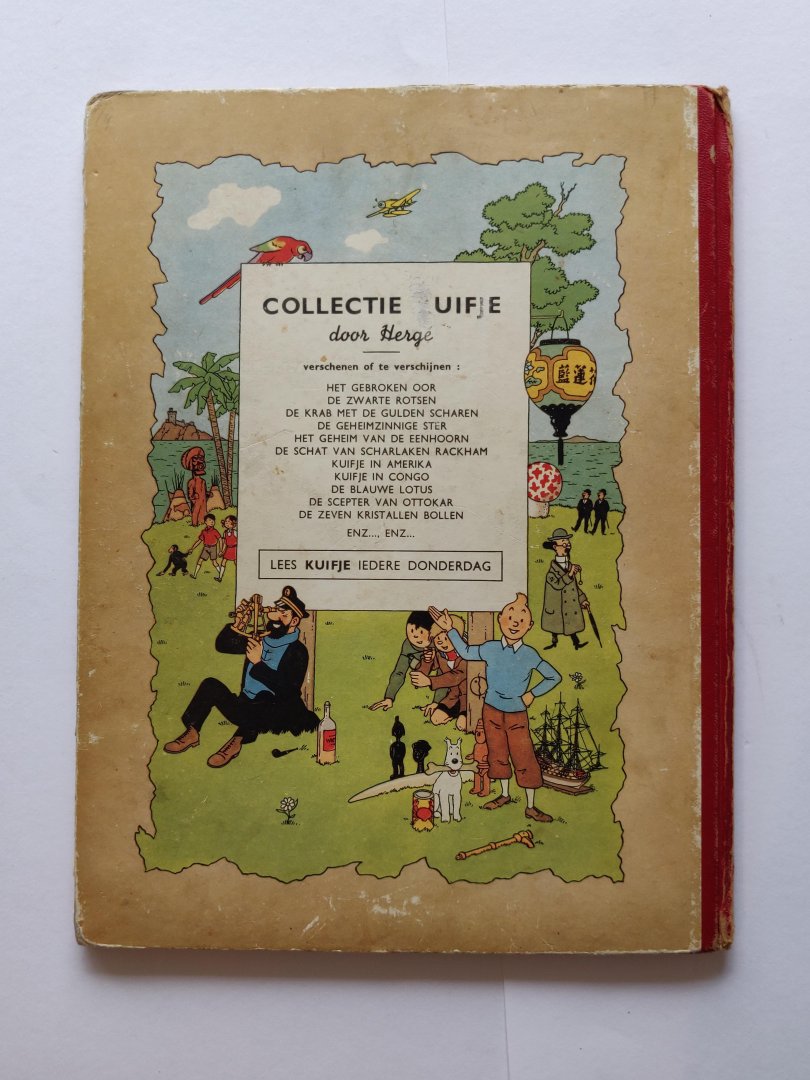 COLLECTIE UIFJE
door Hergé
verschenen of te verschijnen :
HET GEBROKEN OOR
DE ZWARTE ROTSEN
DE KRAB MET DE GULDEN SCHAREN
DE GEHEIMZINNIGE STER
HET GEHEIM VAN DE EENHOORN
DE SCHAT VAN SCHARLAKEN RACKHAM
KUIFJE IN AMERIKA
KUIFJE IN CONGO
DE BLAUWE LOTUS
DE SCEPTER VAN OTTOKAR
DE ZEVEN KRISTALLEN BOLLEN
ENZ..., ENZ...
LEES KUIFJE IEDERE DONDERDAG
藍蓮